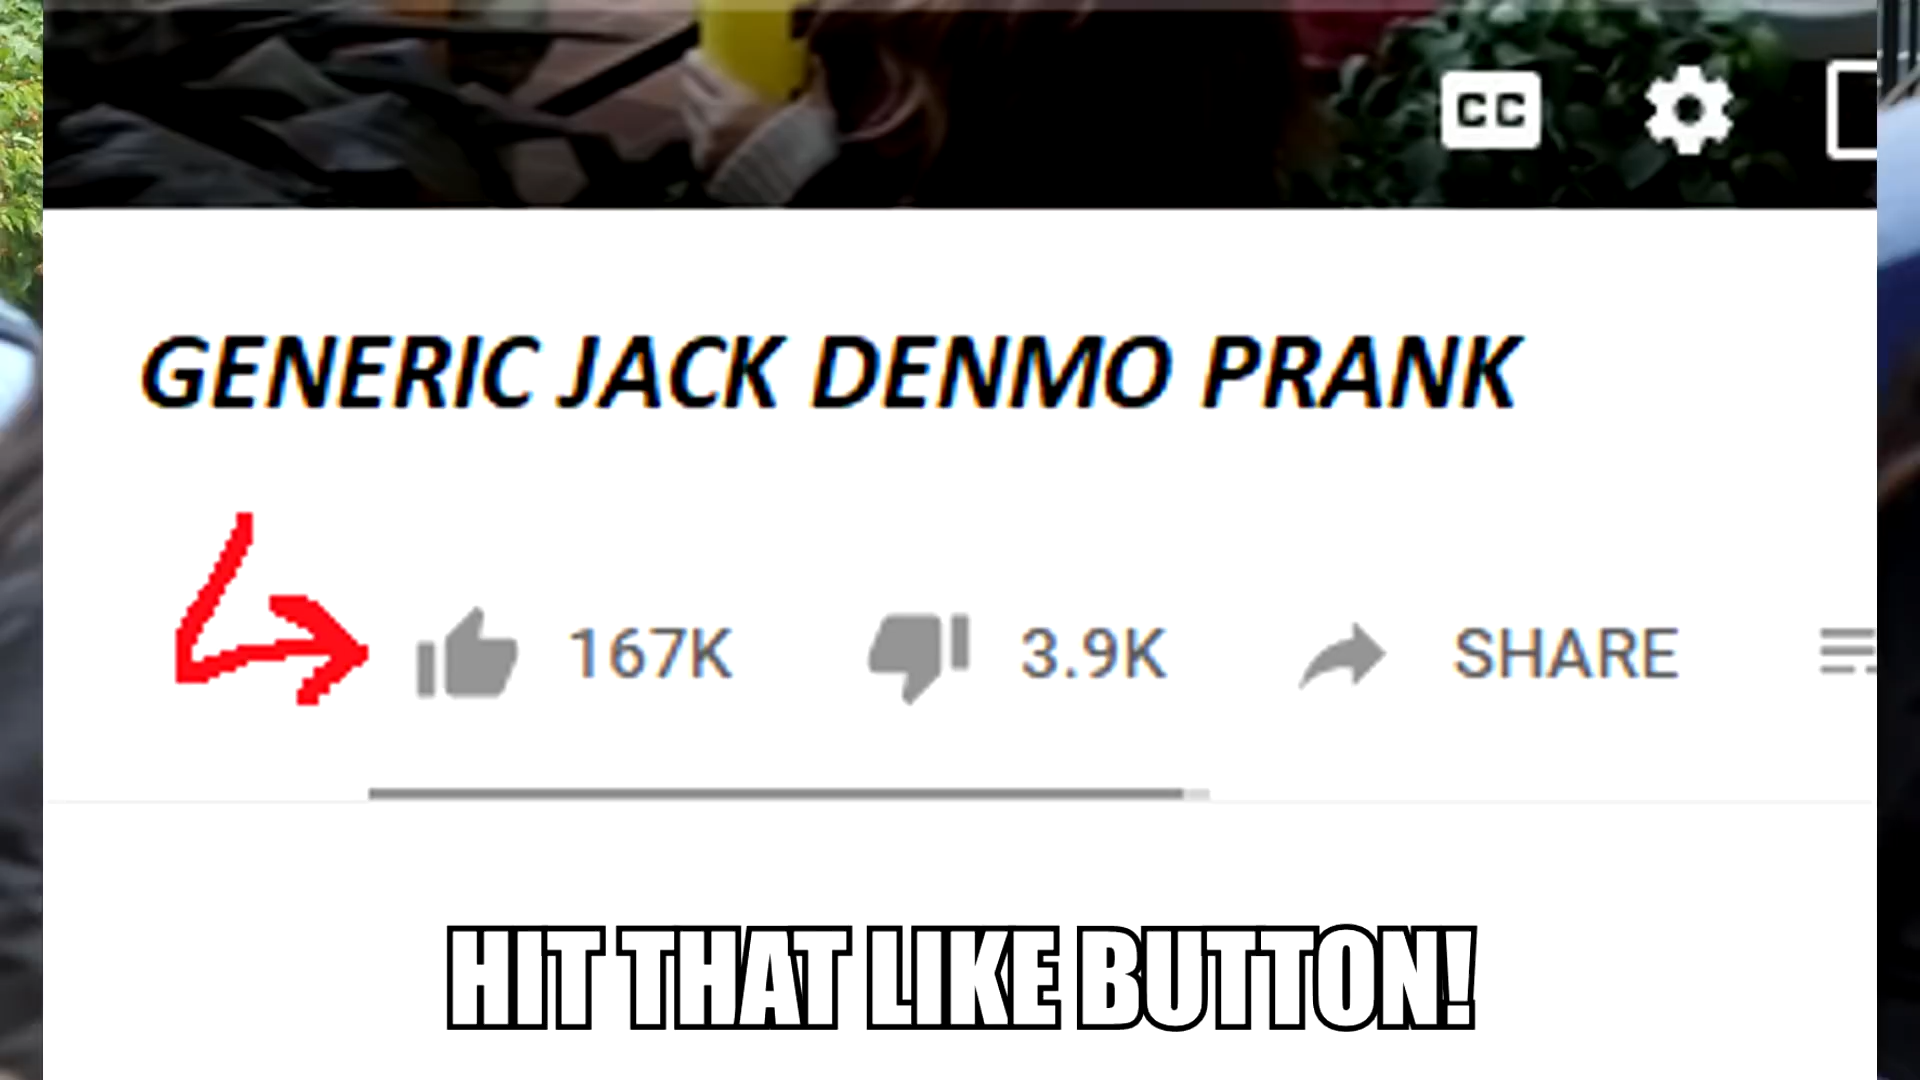 CC
GENERIC JACK DENMO PRANK
167K 3.9K SHARE
HIT THAT LIKE BUTTON!